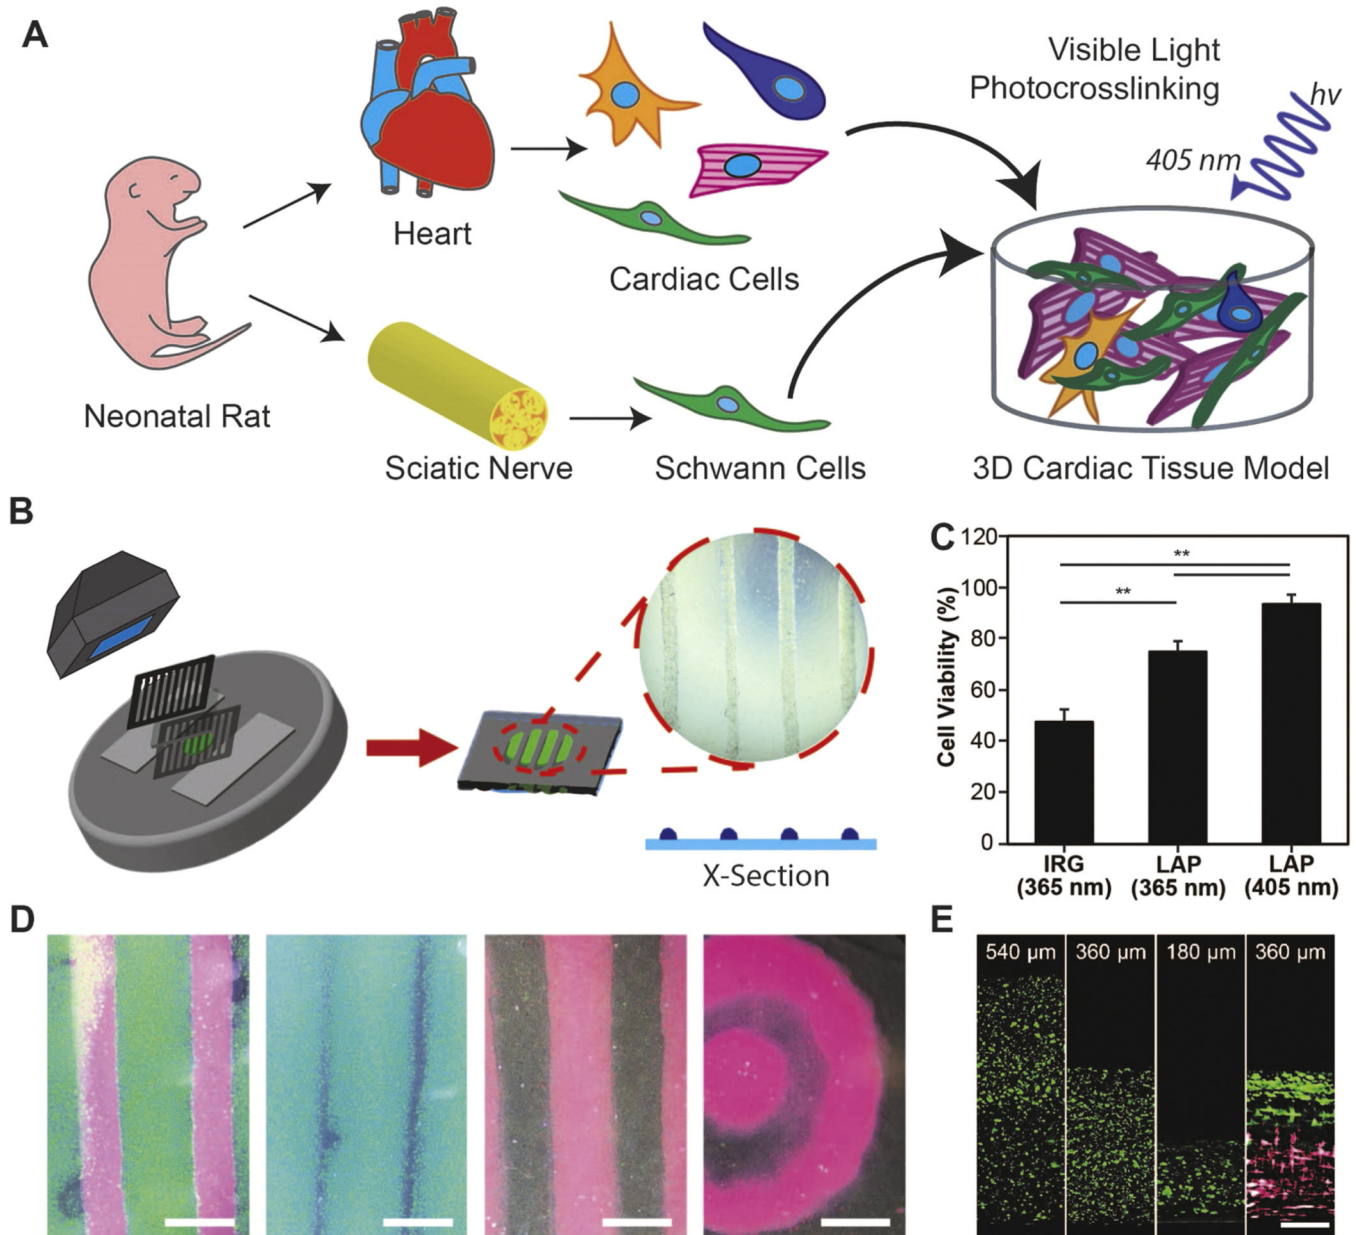 A
Visible Light
Photocrosslinking
hv
405 nm
Heart
Cardiac Cells
Neonatal Rat
Sciatic Nerve
Schwann Cells
3D Cardiac Tissue Model
B
X-Section
C
Cell Viability (%)
120
100
80
60
40
20
0
**
**
IRG
(365 nm)
LAP
(365 nm)
LAP
(405 nm)
D
E
540 µm
360 µm
180 µm
360 µm